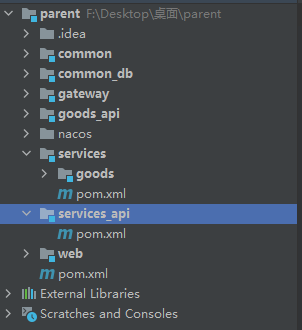 parent F:\Desktop\桌面\parent
.idea
common
common_db
gateway
goods_api
nacos
services
goods
pom.xml
services_api
pom.xml
web
pom.xml
External Libraries
Scratches and Consoles